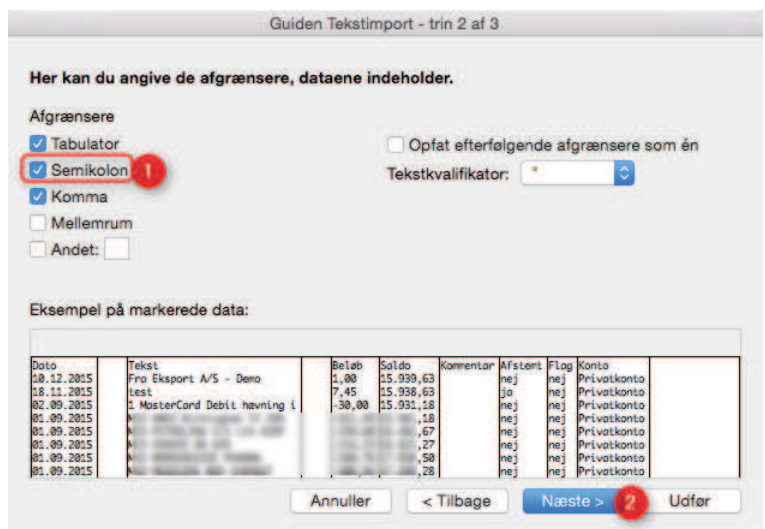 Guiden Tekstimport - trin 2 af 3
Her kan du angive de afgrænsere, dataene indeholder.
Afgrænsere
Tabulator
Semikolon 1
Komma
Mellemrum
Andet:
Opfat efterfølgende afgrænsere som én
Tekstkvalifikator: "
Eksempel på markerede data:
Dato Tekst Beløb Saldo Kommentar Afstemt Flag Konto
10.12.2015 Fra Eksport A/S - Demo 1,00 15.939,63 nej nej Privatkonto
18.11.2015 test 7,45 15.938,63 ja nej Privatkonto
02.09.2015 1 MasterCard Debit hævning i -30,00 15.931,18 nej nej Privatkonto
01.09.2015 ,18 nej nej Privatkonto
01.09.2015 ,67 nej nej Privatkonto
01.09.2015 ,27 nej nej Privatkonto
01.09.2015 ,50 nej nej Privatkonto
01.09.2015 ,28 nej nej Privatkonto
Annuller < Tilbage Næste > 2 Udfør